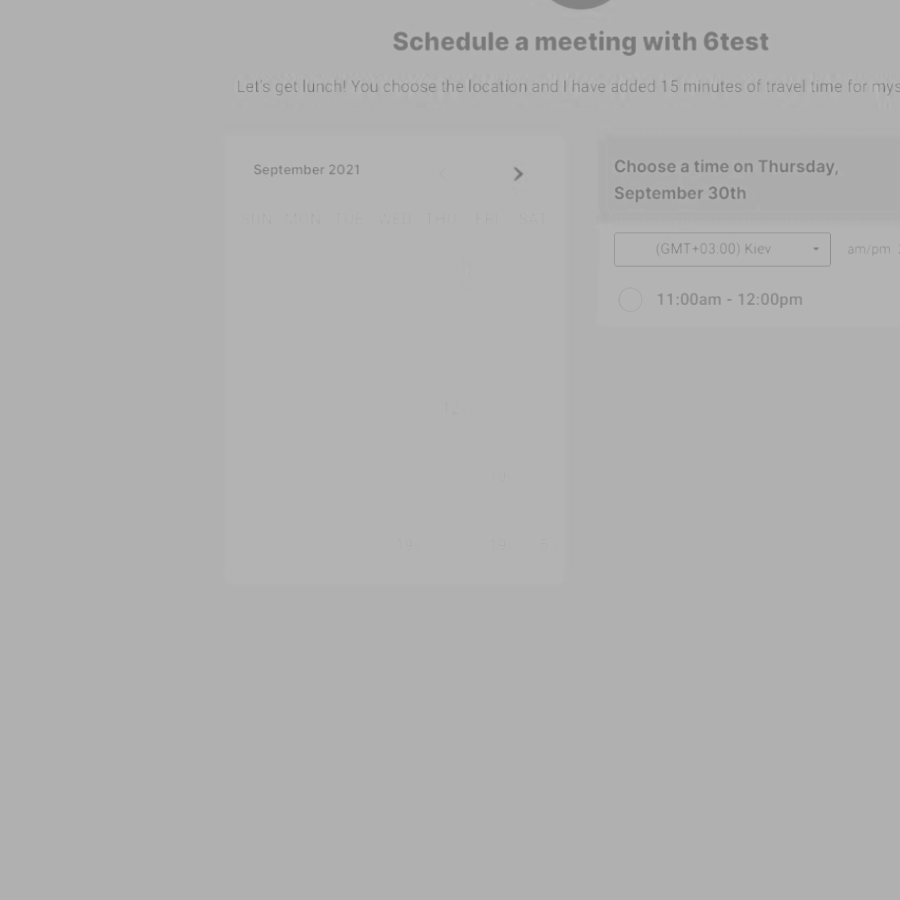 Schedule a meeting with 6test
Let's get lunch! You choose the location and I have added 15 minutes of travel time for mys
September 2021
SUN MON TUE WED THU FRI SAT
Choose a time on Thursday,
September 30th
(GMT+03:00) Kiev
am/pm
11:00am - 12:00pm